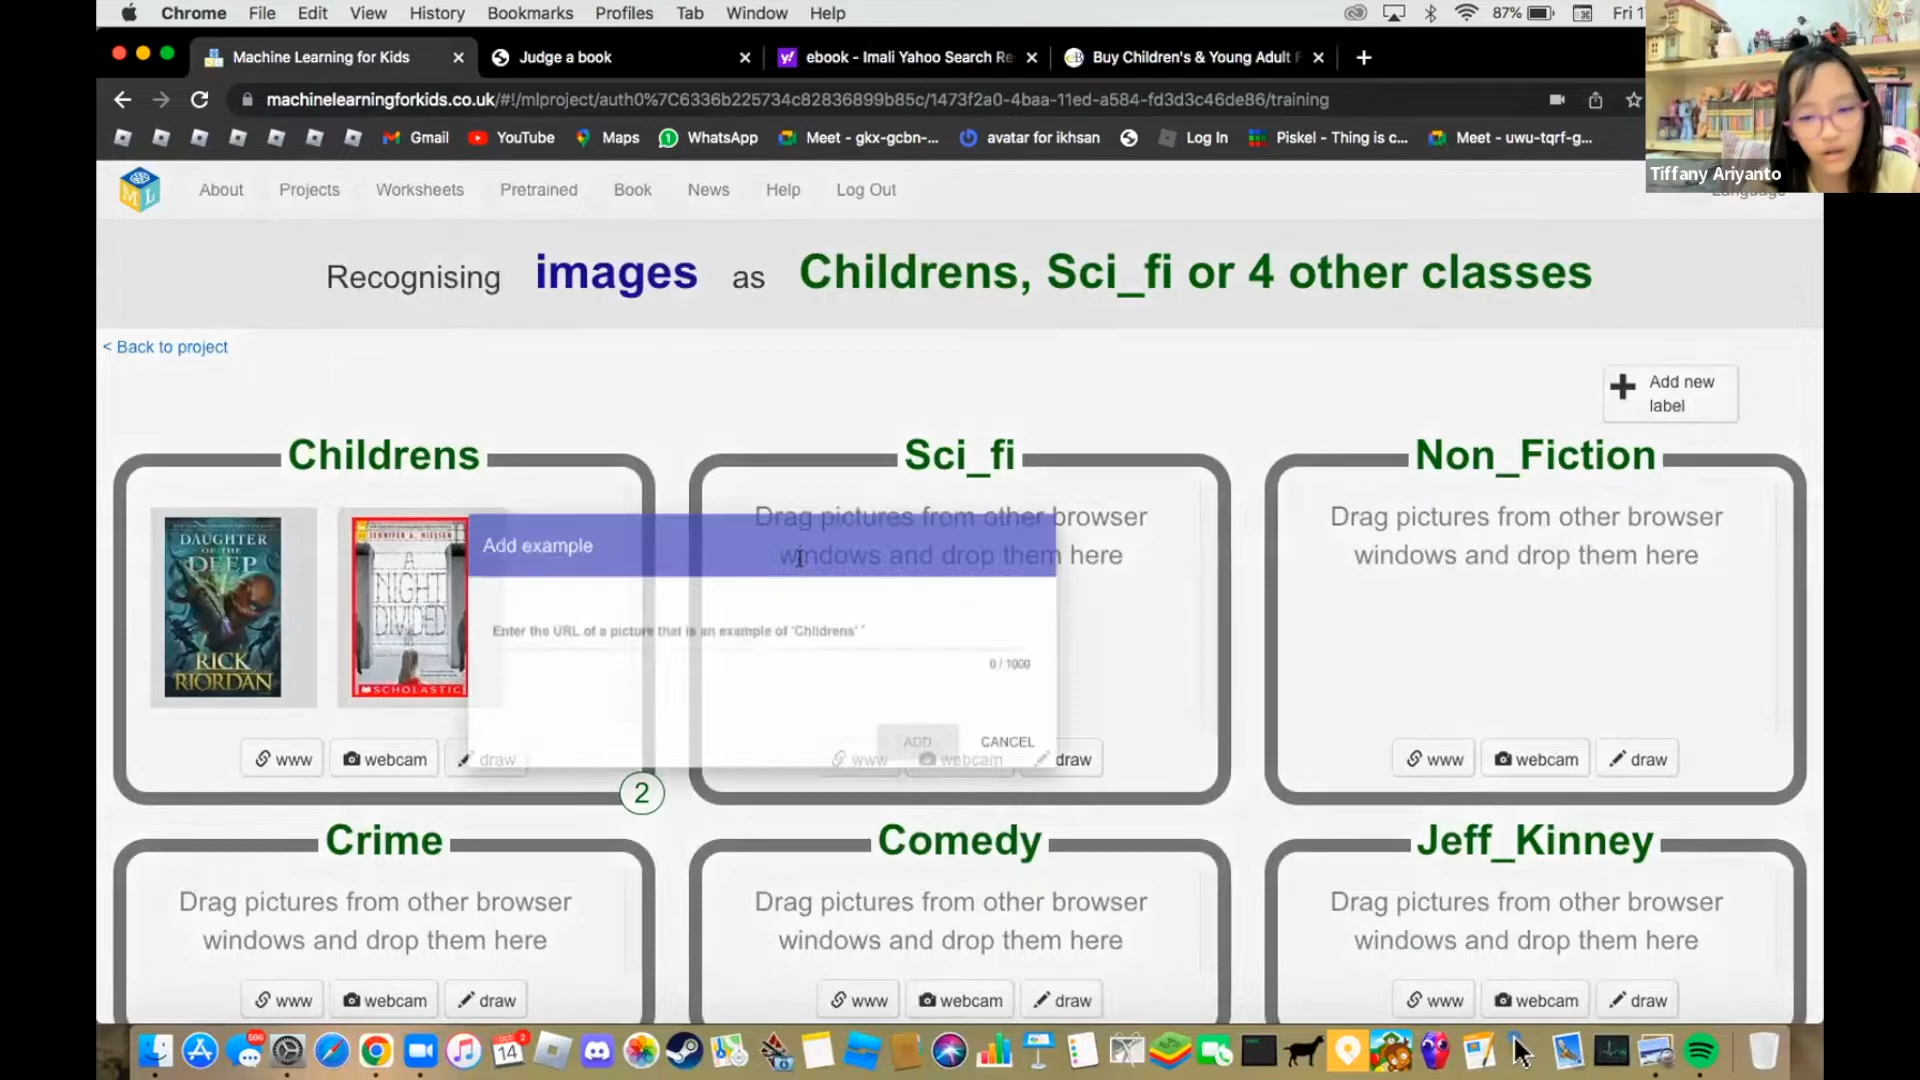 Chrome File Edit View History Bookmarks Profiles Tab Window Help 87% Fri 1
Machine Learning for Kids Judge a book ebook - Imali Yahoo Search Re Buy Children's & Young Adult F
machinelearningforkids.co.uk/#!/mlproject/auth0%7C6336b225734c82836899b85c/1473f2a0-4baa-11ed-a584-fd3d3c46de86/training
Gmail YouTube Maps WhatsApp Meet - gkx-gcbn-... avatar for ikhsan Log In Piskel - Thing is c... Meet - uwu-tqrf-g...
Tiffany Ariyanto
ML About Projects Worksheets Pretrained Book News Help Log Out Language
Recognising images as Childrens, Sci_fi or 4 other classes
< Back to project
Add new
label
Childrens
DAUGHTER
OF THE
DEEP
RICK
RIORDAN
JENNIFER A. NIELSEN
A
NIGHT
DIVIDED
SCHOLASTIC
www webcam draw
2
Sci_fi
Drag pictures from other browser
windows and drop them here
www webcam draw
Non_Fiction
Drag pictures from other browser
windows and drop them here
www webcam draw
Add example
Enter the URL of a picture that is an example of 'Childrens' *
0 / 1000
ADD CANCEL
Crime
Drag pictures from other browser
windows and drop them here
www webcam draw
Comedy
Drag pictures from other browser
windows and drop them here
www webcam draw
Jeff_Kinney
Drag pictures from other browser
windows and drop them here
www webcam draw
14